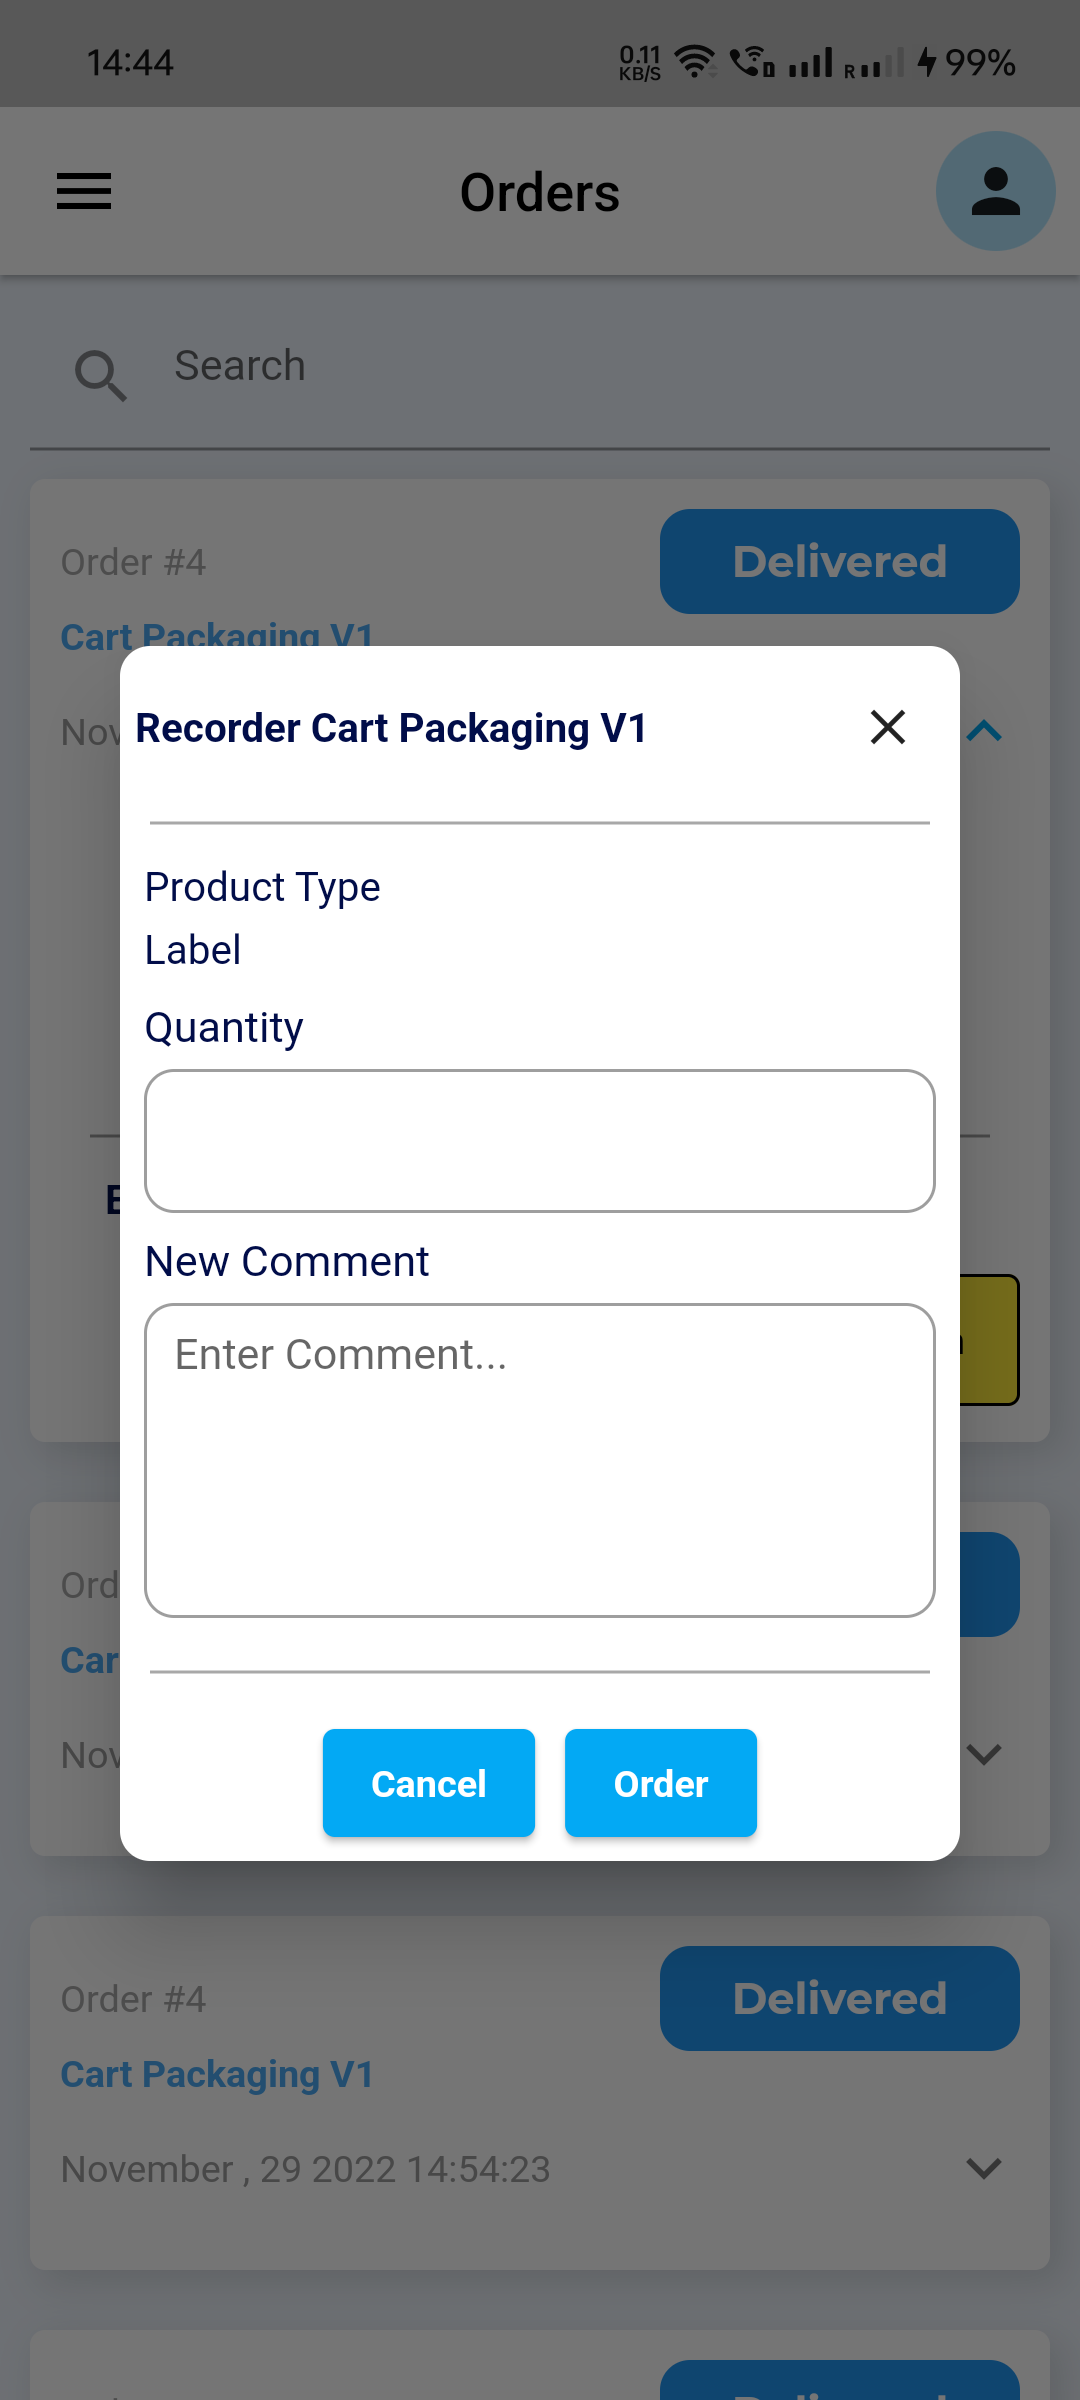 14:44
0.11
KB/S
R
99%
Orders
Search
Order #4
Delivered
Cart Packaging V1
Nov
Recorder Cart Packaging V1
Product Type
Label
Quantity
New Comment
Enter Comment...
Ord
Car
Nov
Cancel
Order
Order #4
Delivered
Cart Packaging V1
November , 29 2022 14:54:23